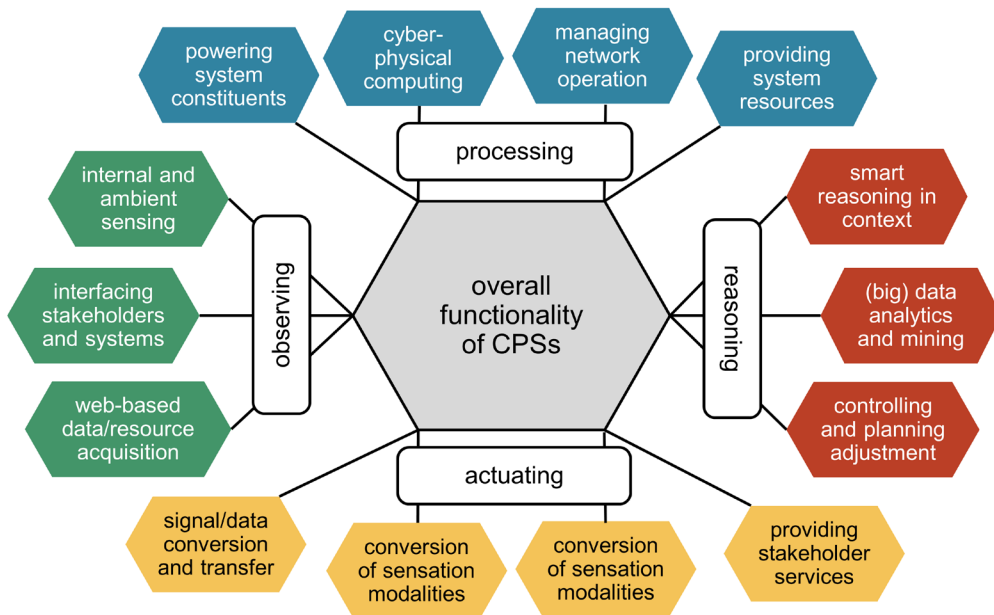 powering
system
constituents
cyber-
physical
computing
managing
network
operation
providing
system
resources
processing
internal and
ambient
sensing
interfacing
stakeholders
and systems
web-based
data/resource
acquisition
observing
overall
functionality
of CPSs
reasoning
smart
reasoning in
context
(big) data
analytics
and mining
controlling
and planning
adjustment
actuating
signal/data
conversion
and transfer
conversion
of sensation
modalities
conversion
of sensation
modalities
providing
stakeholder
services